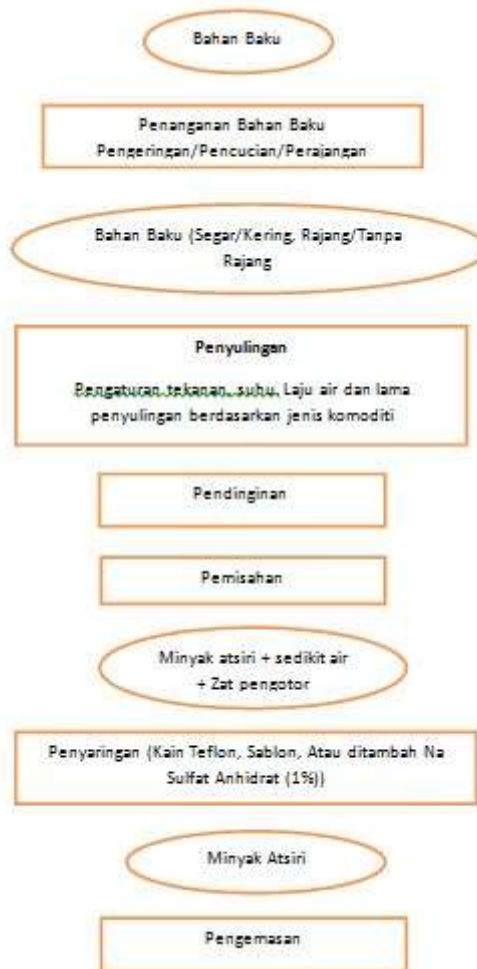 Bahan Baku
Penanganan Bahan Baku
Pengeringan/Pencucian/Perajangan
Bahan Baku (Segar/Kering, Rajang/Tanpa
Rajang
Penyulingan
Pengaturan tekanan, suhu, Laju air dan lama
penyulingan berdasarkan jenis komoditi
Pendinginan
Pemisahan
Minyak atsiri + sedikit air
+ Zat pengotor
Penyaringan (Kain Teflon, Sablon, Atau ditambah Na
Sulfat Anhidrat (1%))
Minyak Atsiri
Pengemasan